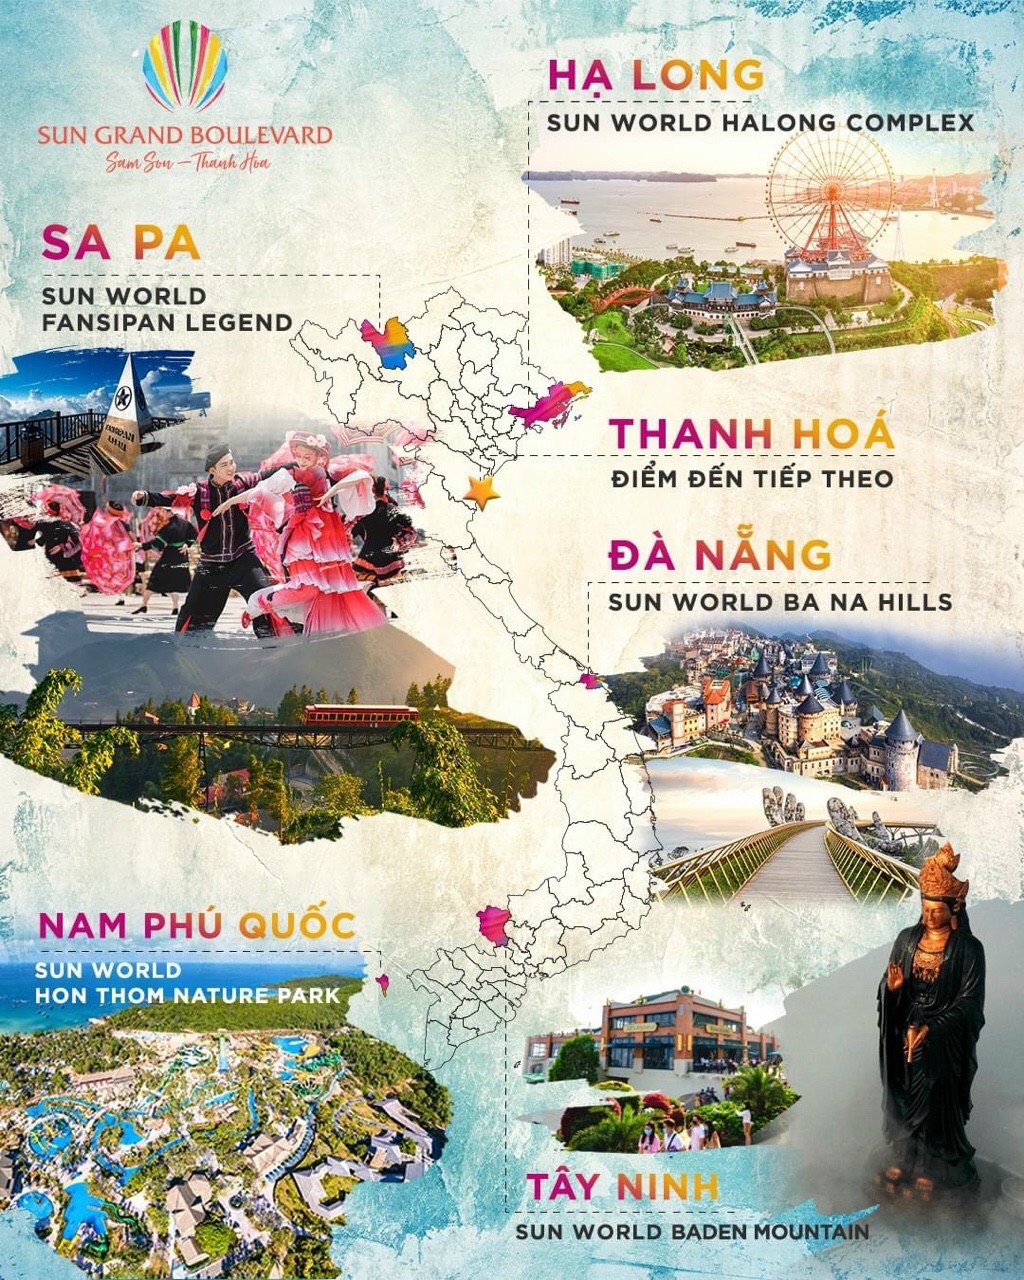 SUN GRAND BOULEVARD
Sam Son – Thanh Hoa
HẠ LONG
SUN WORLD HALONG COMPLEX
SA PA
SUN WORLD
FANSIPAN LEGEND
THANH HOÁ
ĐIỂM ĐẾN TIẾP THEO
ĐÀ NẴNG
SUN WORLD BA NA HILLS
NAM PHÚ QUỐC
SUN WORLD
HON THOM NATURE PARK
TÂY NINH
SUN WORLD BADEN MOUNTAIN